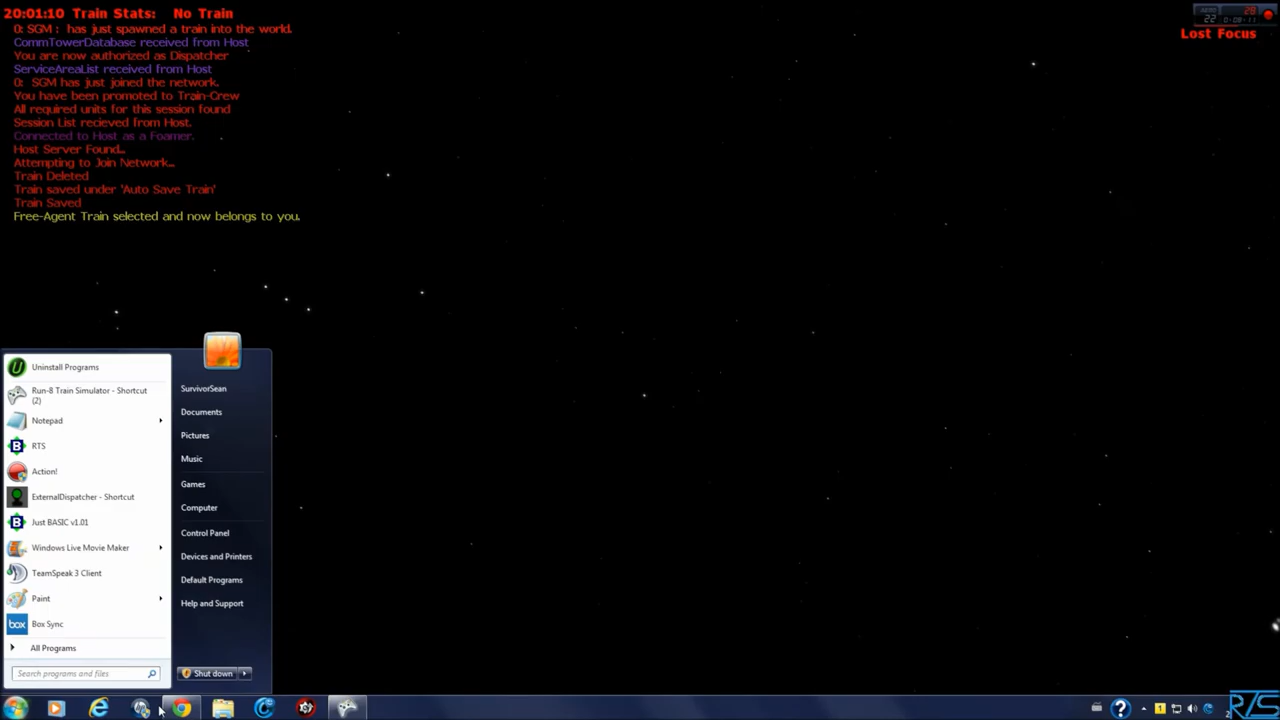 20:01:10 Train Stats: No Train
0: SGM : has just spawned a train into the world.
CommTowerDatabase received from Host
You are now authorized as Dispatcher
ServiceAreaList received from Host
0: SGM has just joined the network.
You have been promoted to Train-Crew
All required units for this session found
Session List recieved from Host.
Connected to Host as a Foamer.
Host Server Found...
Attempting to Join Network...
Train Deleted
Train saved under 'Auto Save Train'
Train Saved
Free-Agent Train selected and now belongs to you.
28
22
Lost Focus
Uninstall Programs
Run-8 Train Simulator - Shortcut
(2)
Notepad
RTS
Action!
ExternalDispatcher - Shortcut
Just BASIC v1.01
Windows Live Movie Maker
TeamSpeak 3 Client
Paint
box Box Sync
All Programs
Search programs and files
SurvivorSean
Documents
Pictures
Music
Games
Computer
Control Panel
Devices and Printers
Default Programs
Help and Support
Shut down
R/S